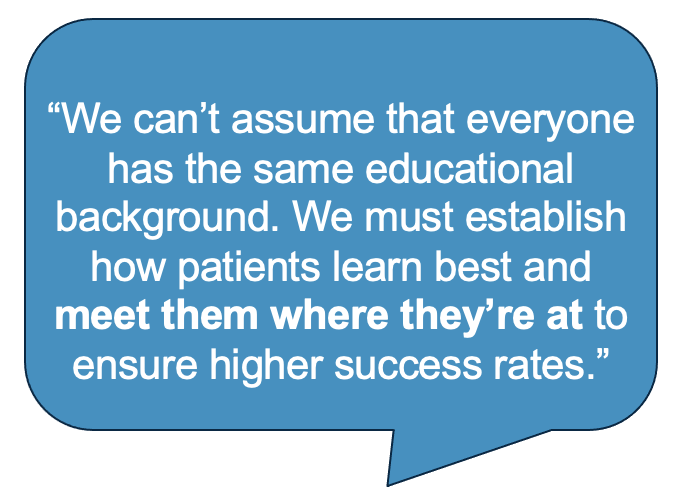 “We can’t assume that everyone
has the same educational
background. We must establish
how patients learn best and
meet them where they’re at to
ensure higher success rates.”